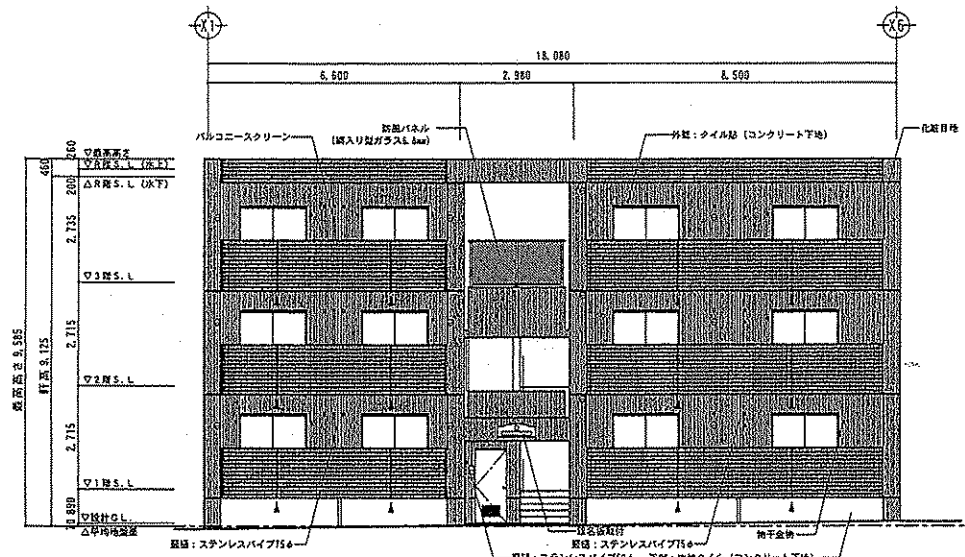 X1
X6
18,080
6,600
2,980
8,500
バルコニースクリーン
防風パネル
(網入り型ガラス6.8mm)
外壁：タイル貼 (コンクリート下地)
化粧目地
260
▽最高高さ
460
▽R階S.L (水上)
200
△R階S.L (水下)
2,735
▽3階S.L
2,715
▽2階S.L
2,715
▽1階S.L
▽設計G.L
△平均地盤面
最高高さ 9,585
軒高 9,125
竪樋：ステンレスパイプ75φ
館名板取付
竪樋：ステンレスパイプ75φ
物干金物